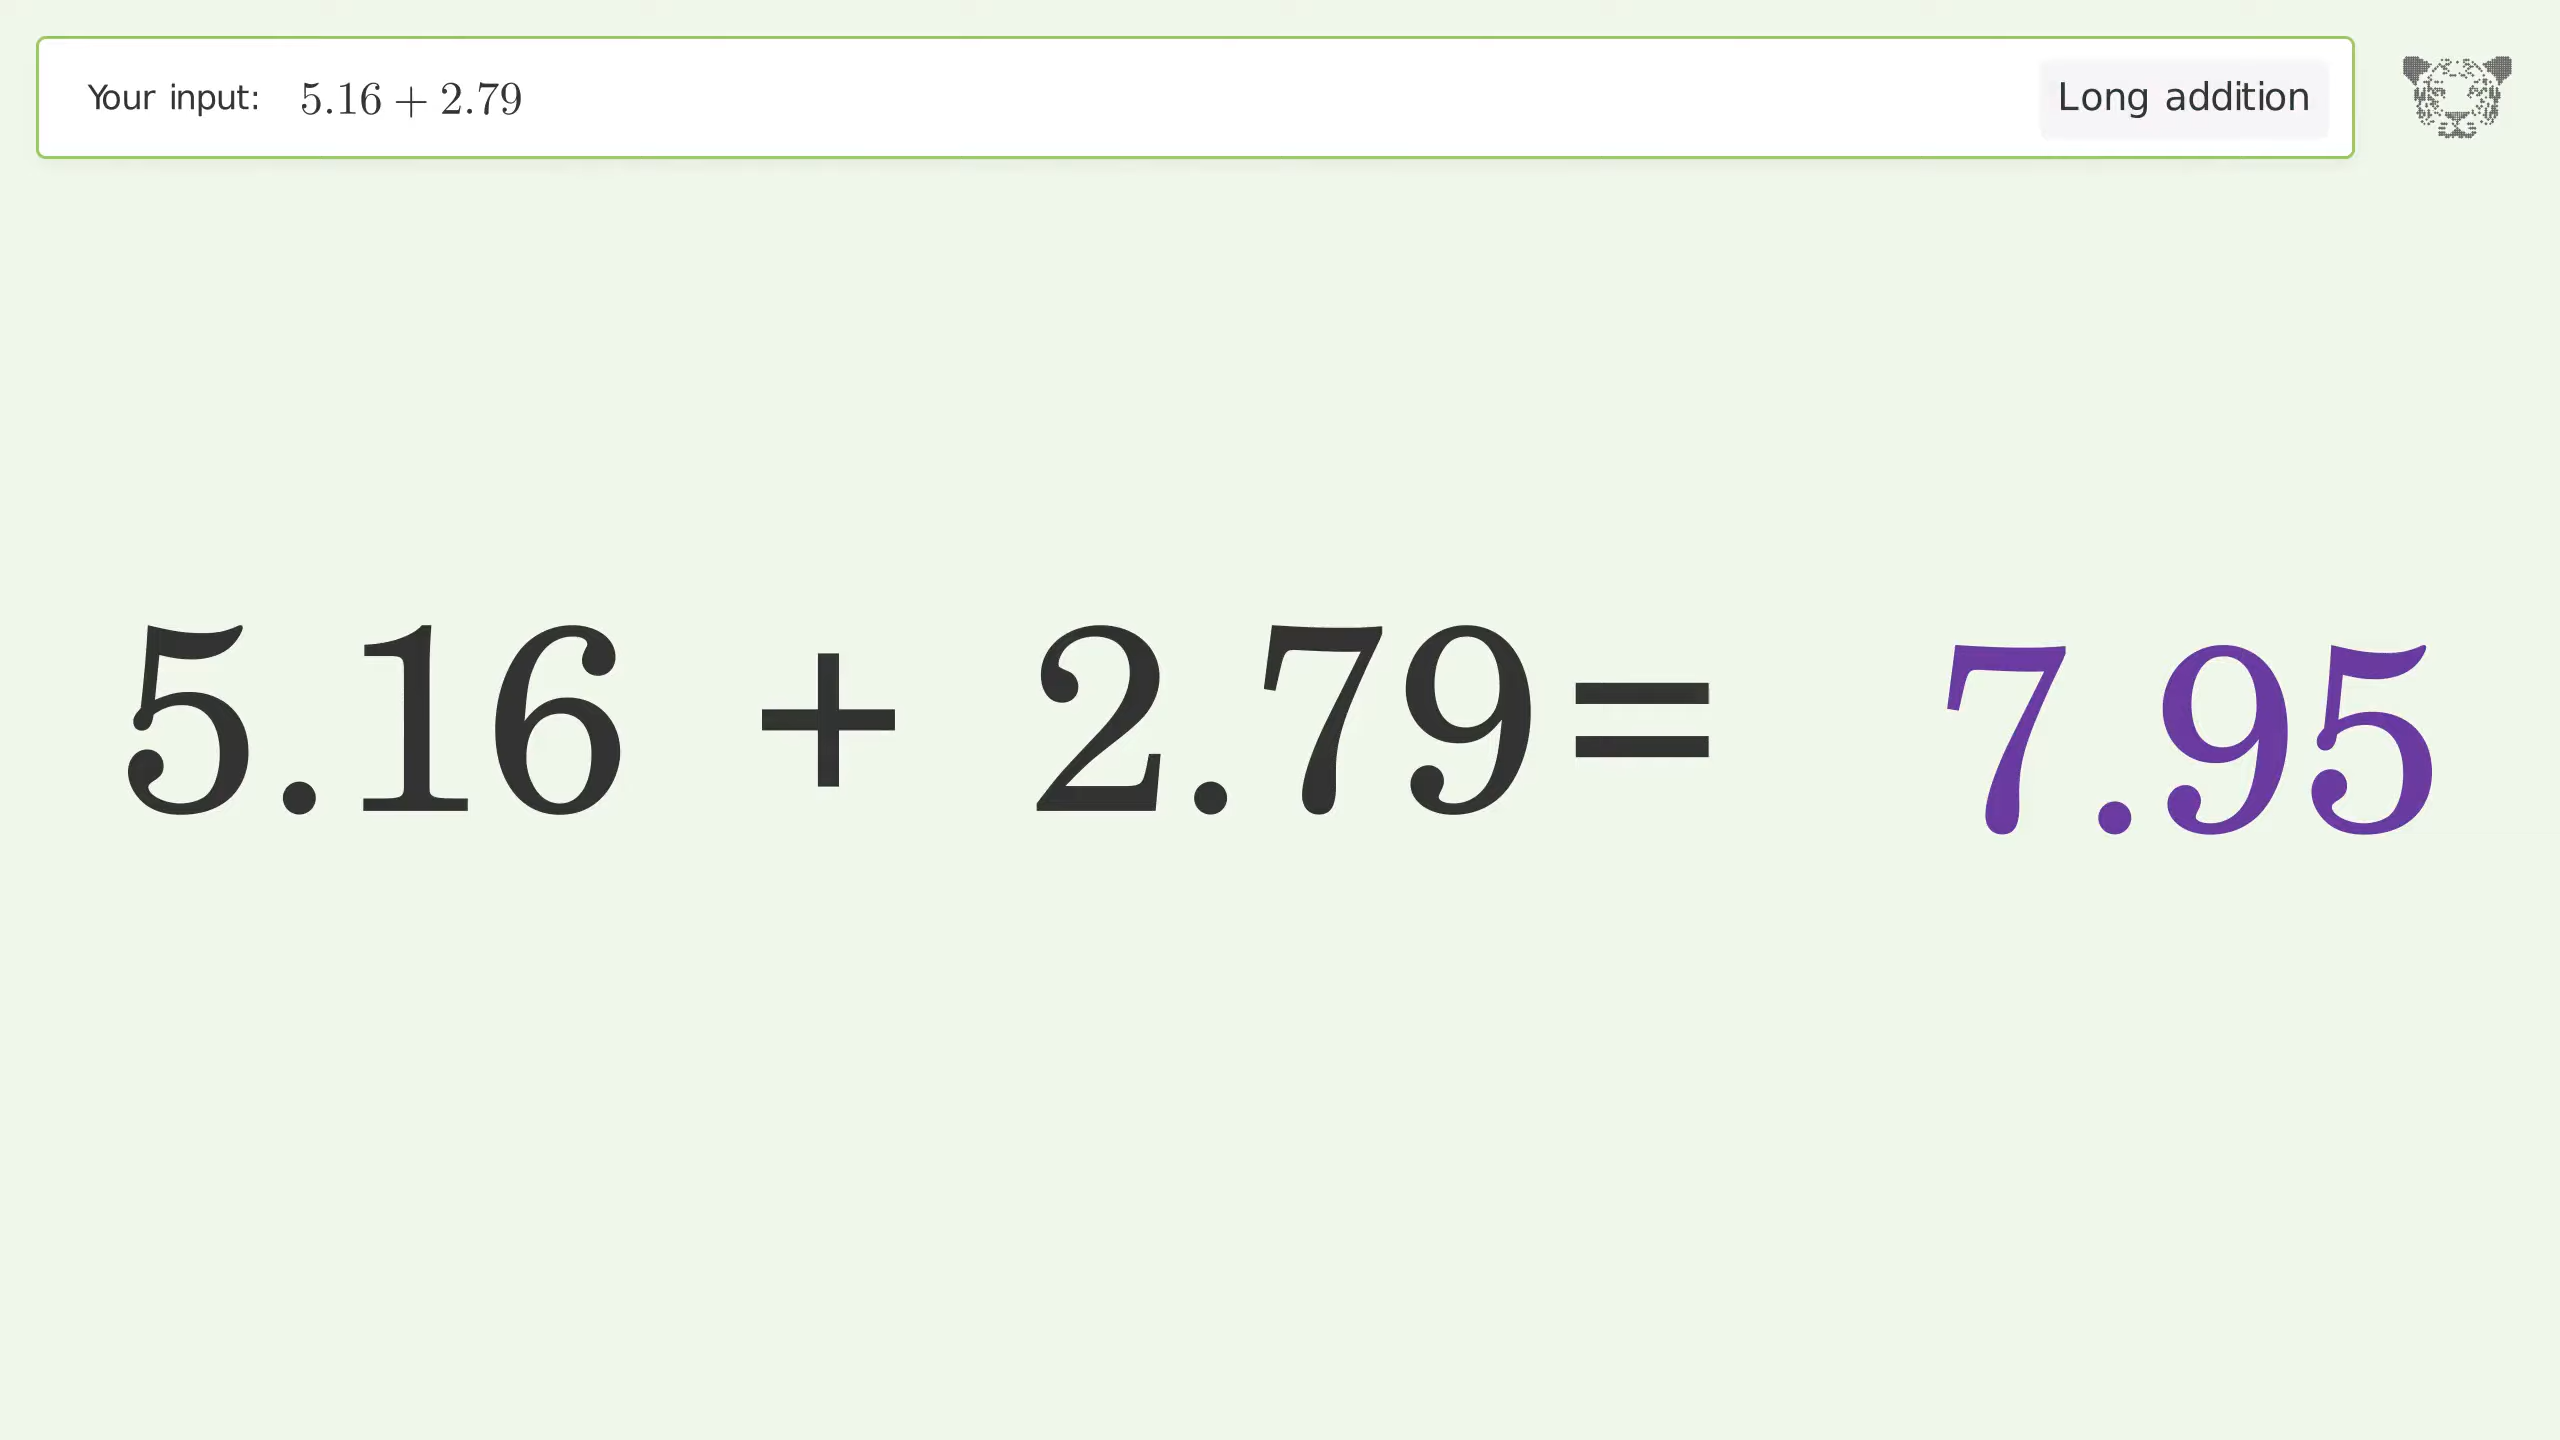 Your input: 5.16 + 2.79 Long addition
5.16 + 2.79 = 7.95